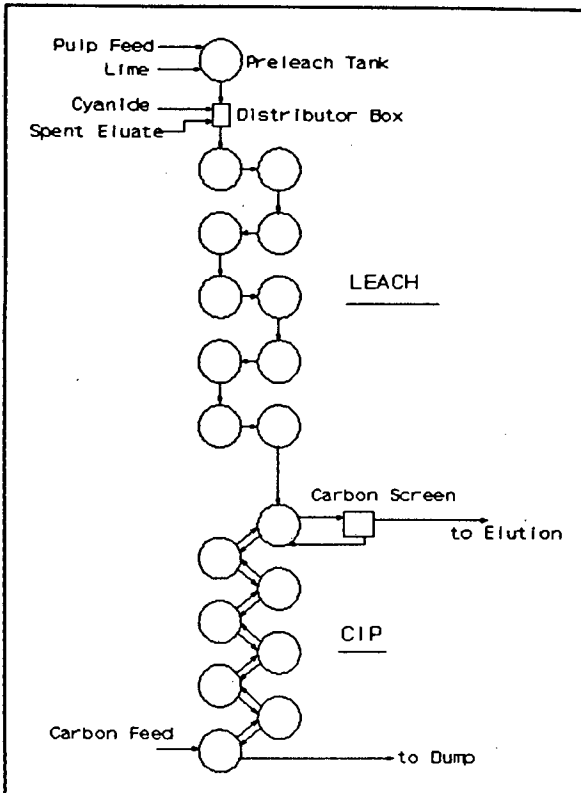 Pulp Feed
Lime
Preleach Tank
Cyanide
Distributor Box
Spent Eluate
LEACH
Carbon Screen
to Elution
CIP
Carbon Feed
to Dump